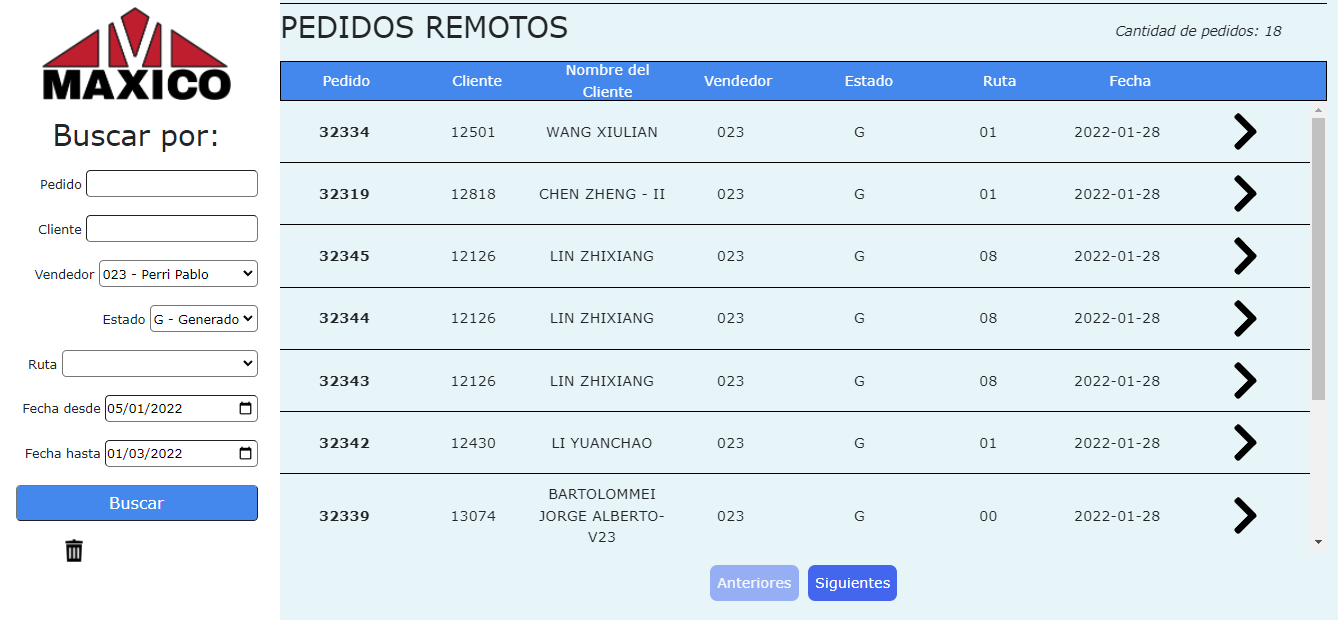 MAXICO
Buscar por:
Pedido
Cliente
Vendedor 023 - Perri Pablo
Estado G - Generado
Ruta
Fecha desde 05/01/2022
Fecha hasta 01/03/2022
Buscar
PEDIDOS REMOTOS
Cantidad de pedidos: 18
Pedido Cliente Nombre del Cliente Vendedor Estado Ruta Fecha
32334 12501 WANG XIULIAN 023 G 01 2022-01-28
32319 12818 CHEN ZHENG - II 023 G 01 2022-01-28
32345 12126 LIN ZHIXIANG 023 G 08 2022-01-28
32344 12126 LIN ZHIXIANG 023 G 08 2022-01-28
32343 12126 LIN ZHIXIANG 023 G 08 2022-01-28
32342 12430 LI YUANCHAO 023 G 01 2022-01-28
32339 13074 BARTOLOMMEI JORGE ALBERTO-V23 023 G 00 2022-01-28
Anteriores Siguientes